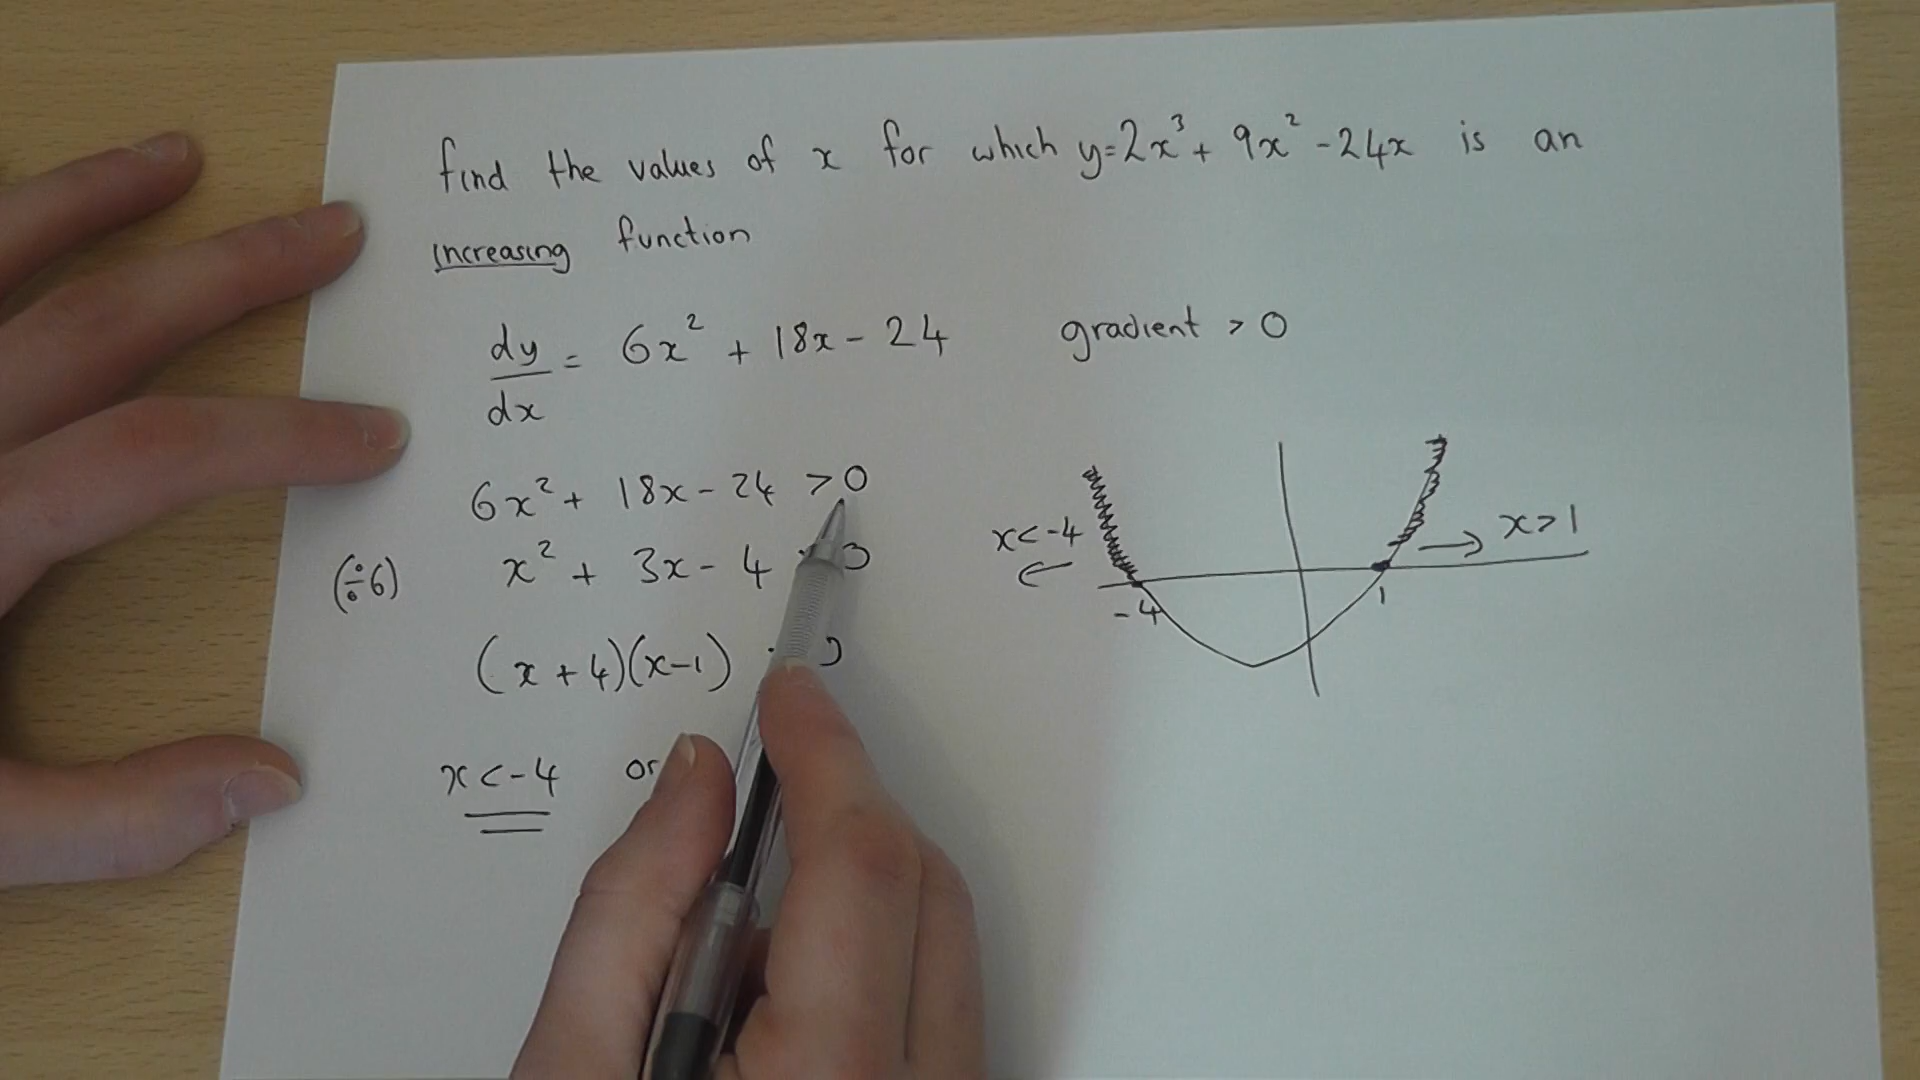 find the values of x for which y=2x³ + 9x² - 24x is an
increasing function
dy/dx = 6x² + 18x - 24 gradient > 0
6x² + 18x - 24 > 0
(÷6) x² + 3x - 4
(x + 4)(x - 1)
x < -4 or
x < -4
x > 1
-4
1